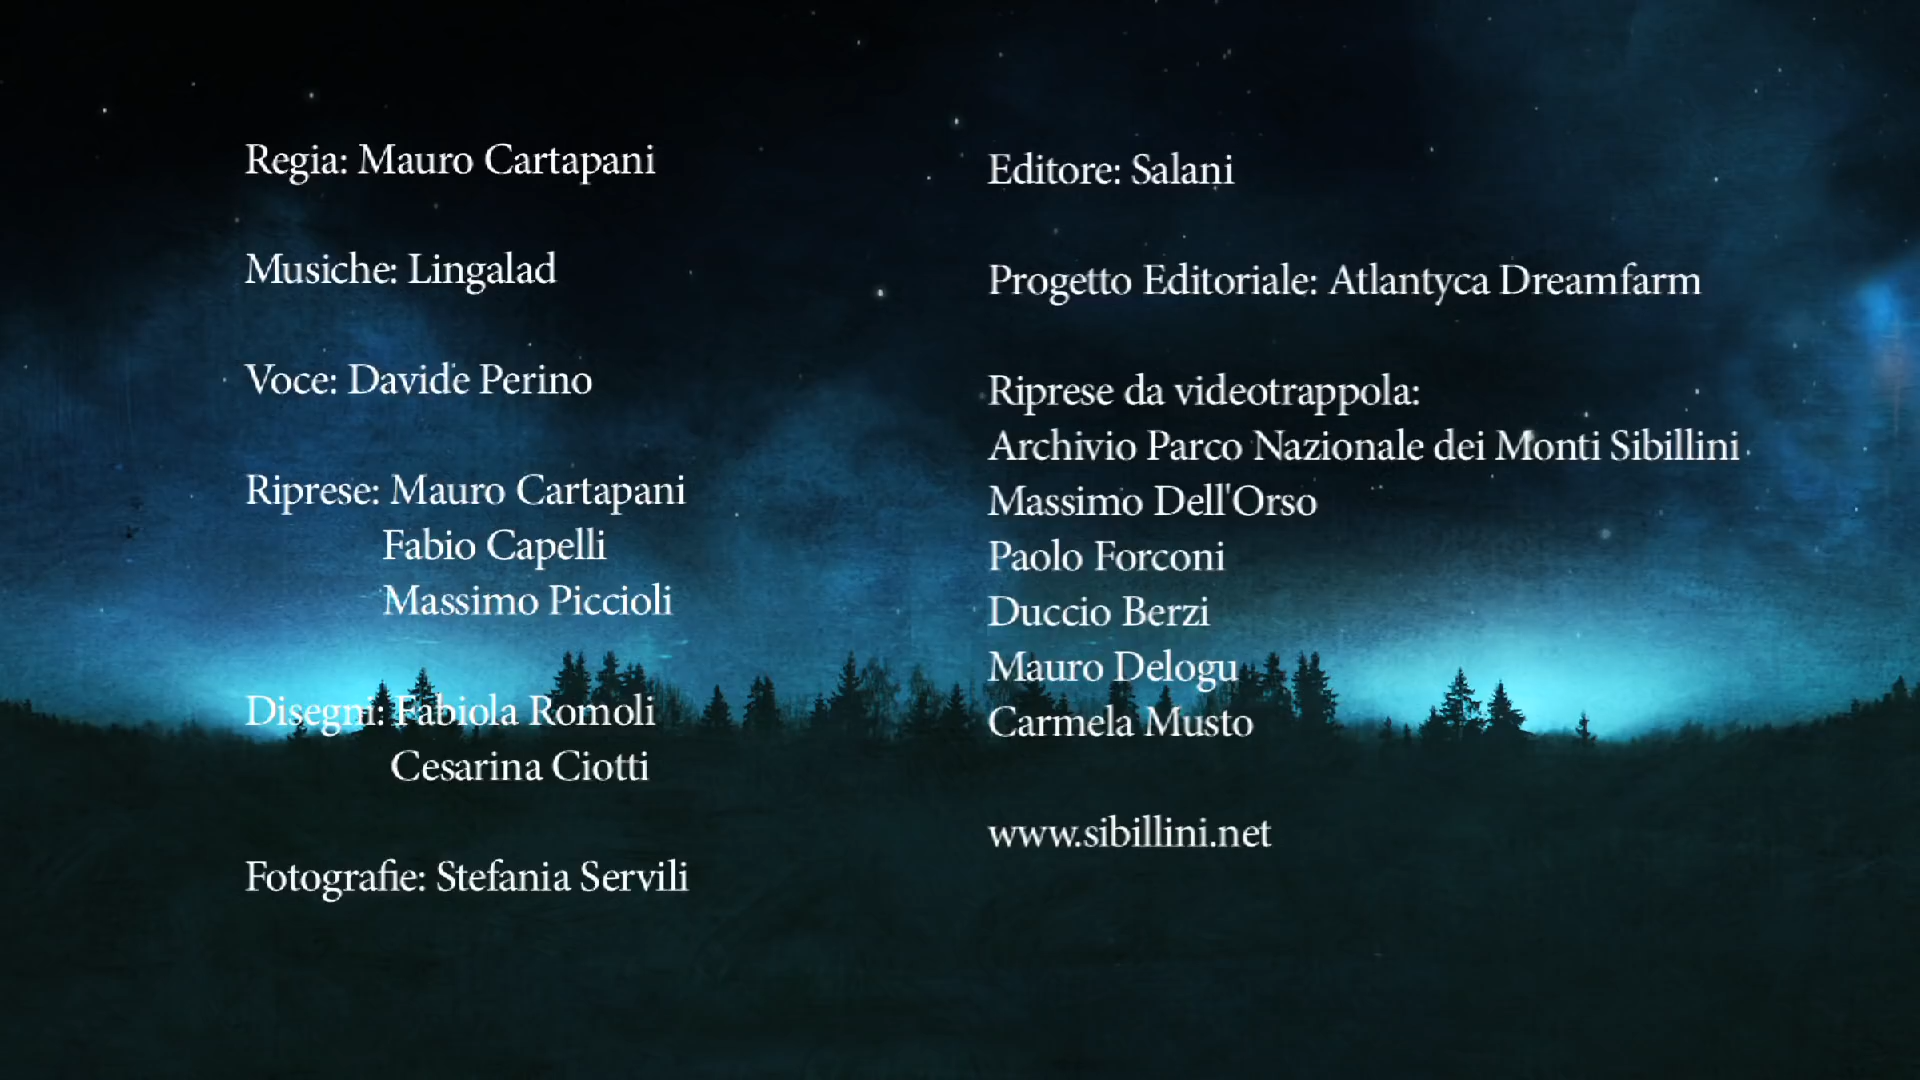 Regia: Mauro Cartapani
Musiche: Lingalad
Voce: Davide Perino
Riprese: Mauro Cartapani
Fabio Capelli
Massimo Piccioli
Disegni: Fabiola Romoli
Cesarina Ciotti
Fotografie: Stefania Servili
Editore: Salani
Progetto Editoriale: Atlantyca Dreamfarm
Riprese da videotrappola:
Archivio Parco Nazionale dei Monti Sibillini
Massimo Dell'Orso
Paolo Forconi
Duccio Berzi
Mauro Delogu
Carmela Musto
www.sibillini.net